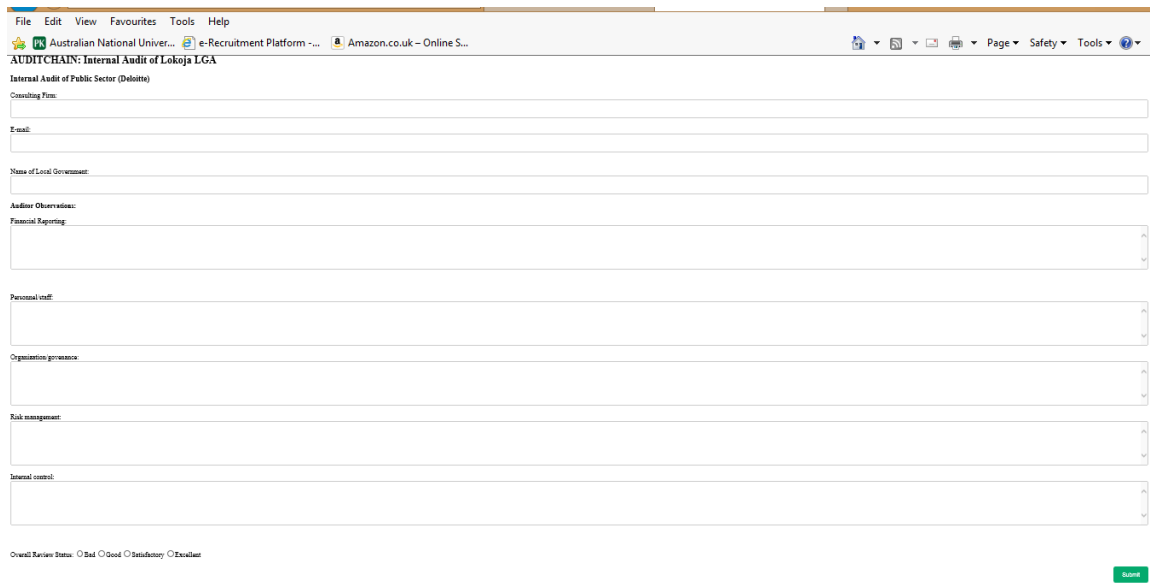 File Edit View Favourites Tools Help
Australian National Univer... e-Recruitment Platform -... Amazon.co.uk – Online S... Page Safety Tools
AUDITCHAIN: Internal Audit of Lokoja LGA
Internal Audit of Public Sector (Deloitte)
Consulting Firm:
E-mail:
Name of Local Government:
Auditor Observations:
Financial Reporting:
Personnel/staff:
Organization/govenance:
Risk management:
Internal control:
Overall Review Status: Bad Good Satisfactory Excellent
Submit